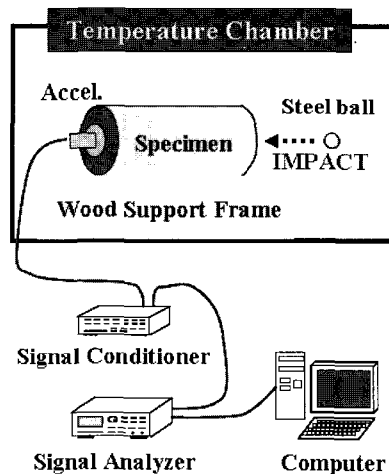 Temperature Chamber
Accel.
Steel ball
Specimen
IMPACT
Wood Support Frame
Signal Conditioner
Signal Analyzer
Computer